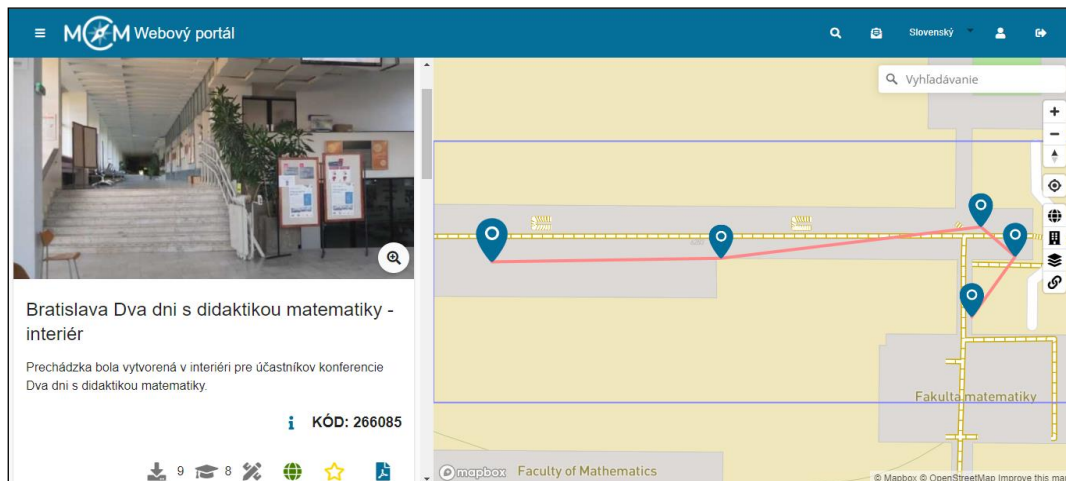 MCM Webový portál
Slovenský
Vyhľadávanie
Bratislava Dva dni s didaktikou matematiky -
interiér
Prechádzka bola vytvorená v interiéri pre účastníkov konferencie
Dva dni s didaktikou matematiky.
KÓD: 266085
9
8
Fakulta matematiky
mapbox
Faculty of Mathematics
© Mapbox © OpenStreetMap Improve this map